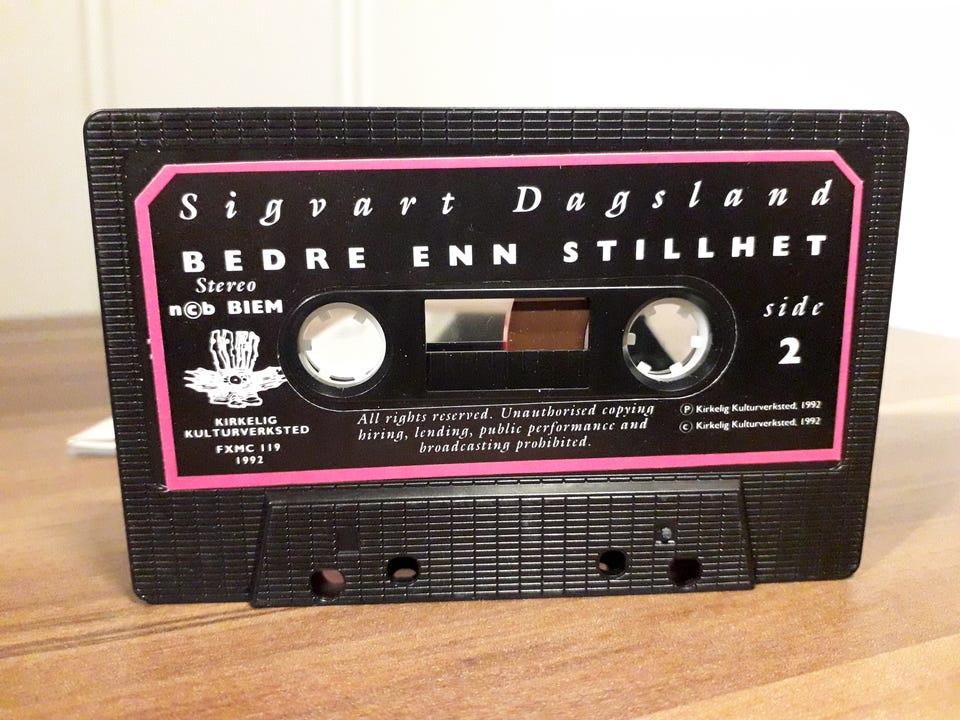 Sigvart Dagsland
BEDRE ENN STILLHET
Stereo
n©b BIEM
side
2
KIRKELIG
KULTURVERKSTED
FXMC 119
1992
All rights reserved. Unauthorised copying
hiring, lending, public performance and
broadcasting prohibited.
Ⓟ Kirkelig Kulturverksted, 1992
© Kirkelig Kulturverksted, 1992